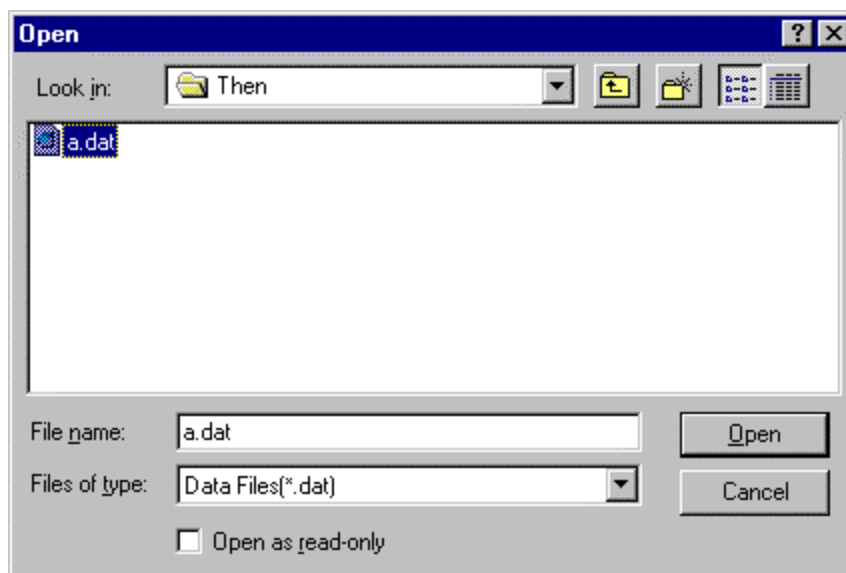 Open
Look in: Then
a.dat
File name: a.dat Open
Files of type: Data Files(*.dat) Cancel
Open as read-only